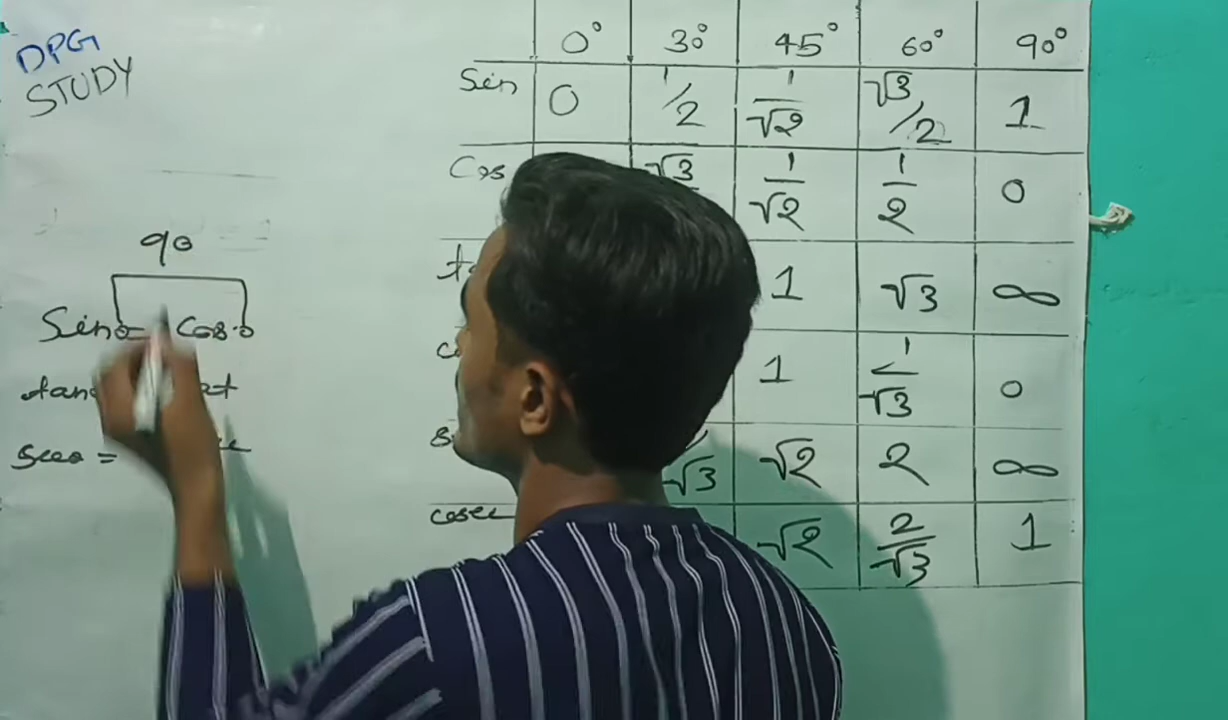 DPG
STUDY
0° 30° 45° 60° 90°
Sin 0 1/2 1/√2 √3/2 1
Cos √3 1/√2 1/2 0
1 √3 ∞
1 1/√3 0
√3 √2 2 ∞
cosec √2 2/√3 1
90
Sin = Cos
tan
sec =